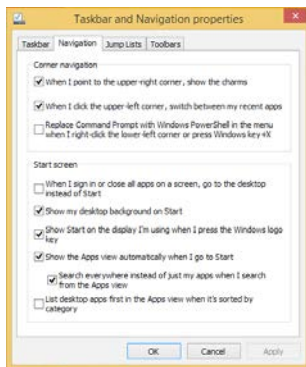 Taskbar and Navigation properties
Taskbar Navigation Jump Lists Toolbars
Corner navigation
When I point to the upper-right corner, show the charms
When I click the upper-left corner, switch between my recent apps
Replace Command Prompt with Windows PowerShell in the menu
when I right-click the lower-left corner or press Windows key+X
Start screen
When I sign in or close all apps on a screen, go to the desktop
instead of Start
Show my desktop background on Start
Show Start on the display I'm using when I press the Windows logo
key
Show the Apps view automatically when I go to Start
Search everywhere instead of just my apps when I search
from the Apps view
List desktop apps first in the Apps view when it's sorted by
category
OK Cancel Apply